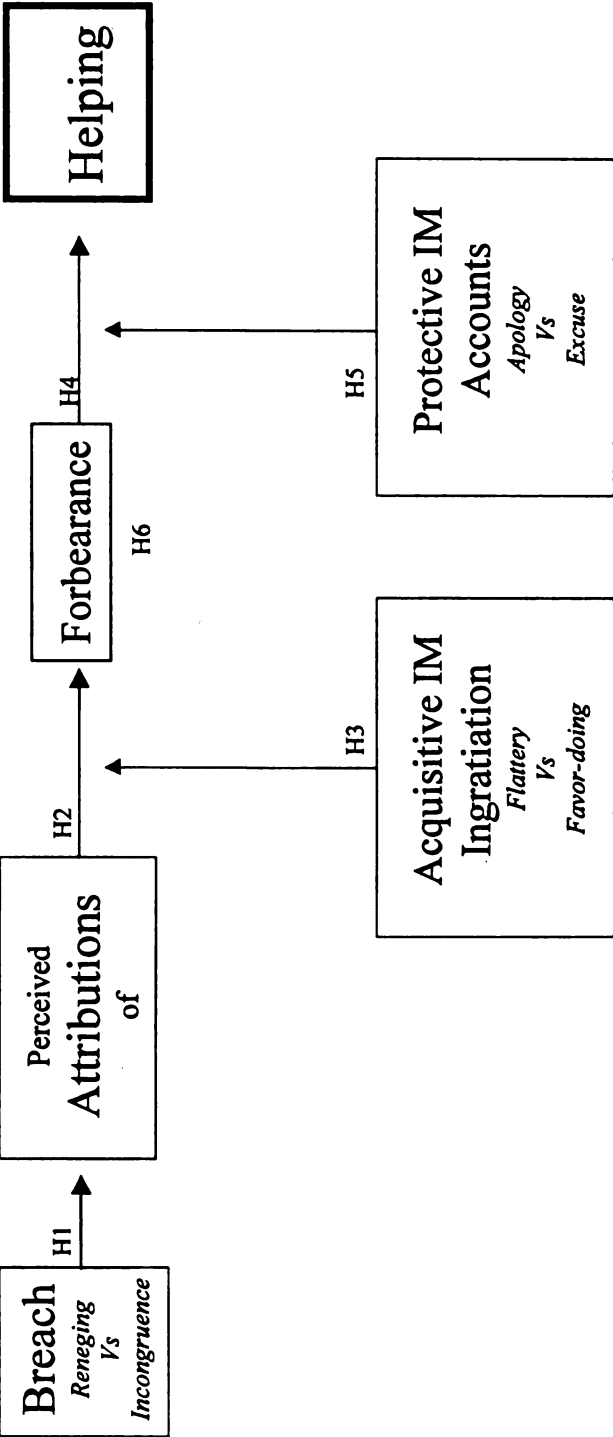 Breach
Reneging
Vs
Incongruence
H1
Perceived
Attributions
of
H2
Forbearance
H6
H4
Helping
H3
Acquisitive IM
Ingratiation
Flattery
Vs
Favor-doing
H5
Protective IM
Accounts
Apology
Vs
Excuse